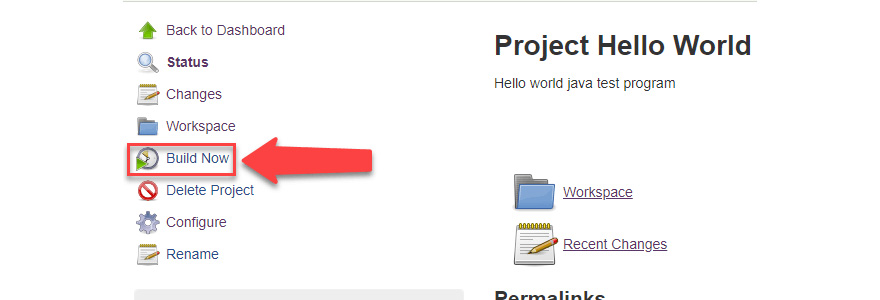 Back to Dashboard
Status
Changes
Workspace
Build Now
Delete Project
Configure
Rename
Project Hello World
Hello world java test program
Workspace
Recent Changes
Permalinks